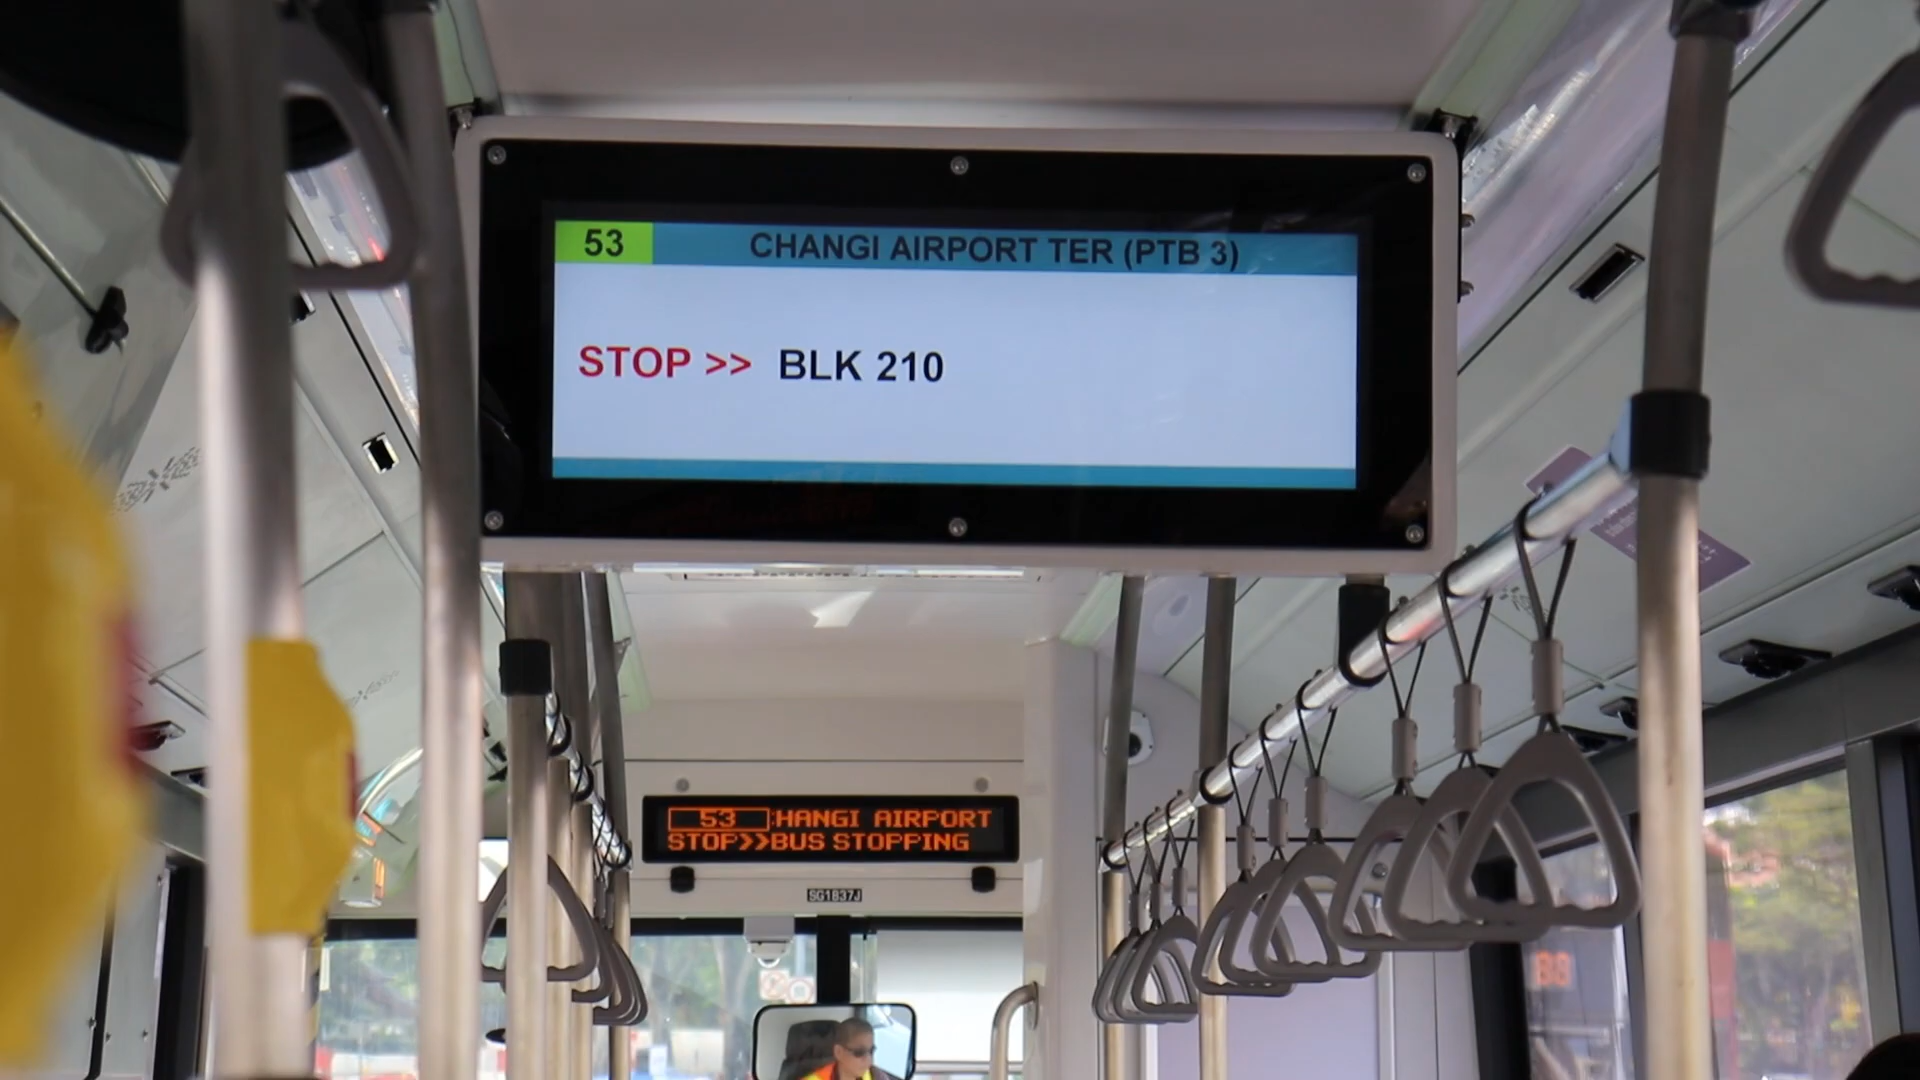 53 CHANGI AIRPORT TER (PTB 3)
STOP >> BLK 210
53 :HANGI AIRPORT
STOP>>BUS STOPPING
SG1837J